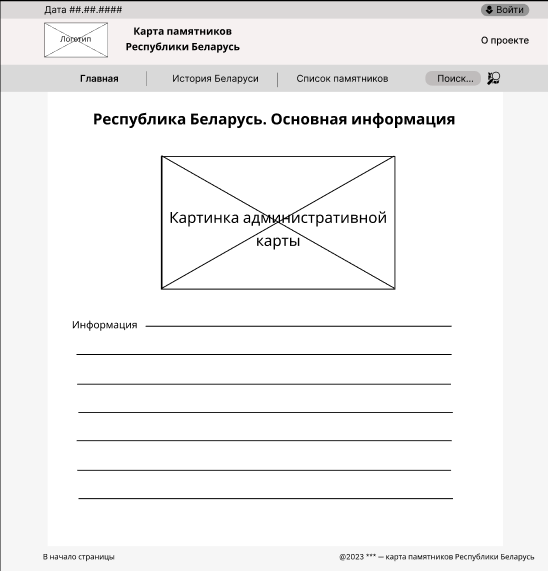 Дата ##.##.####
Войти
Логотип
Карта памятников
Республики Беларусь
О проекте
Главная
История Беларуси
Список памятников
Поиск...
Республика Беларусь. Основная информация
Картинка административной
карты
Информация
В начало страницы
@2023 *** — карта памятников Республики Беларусь